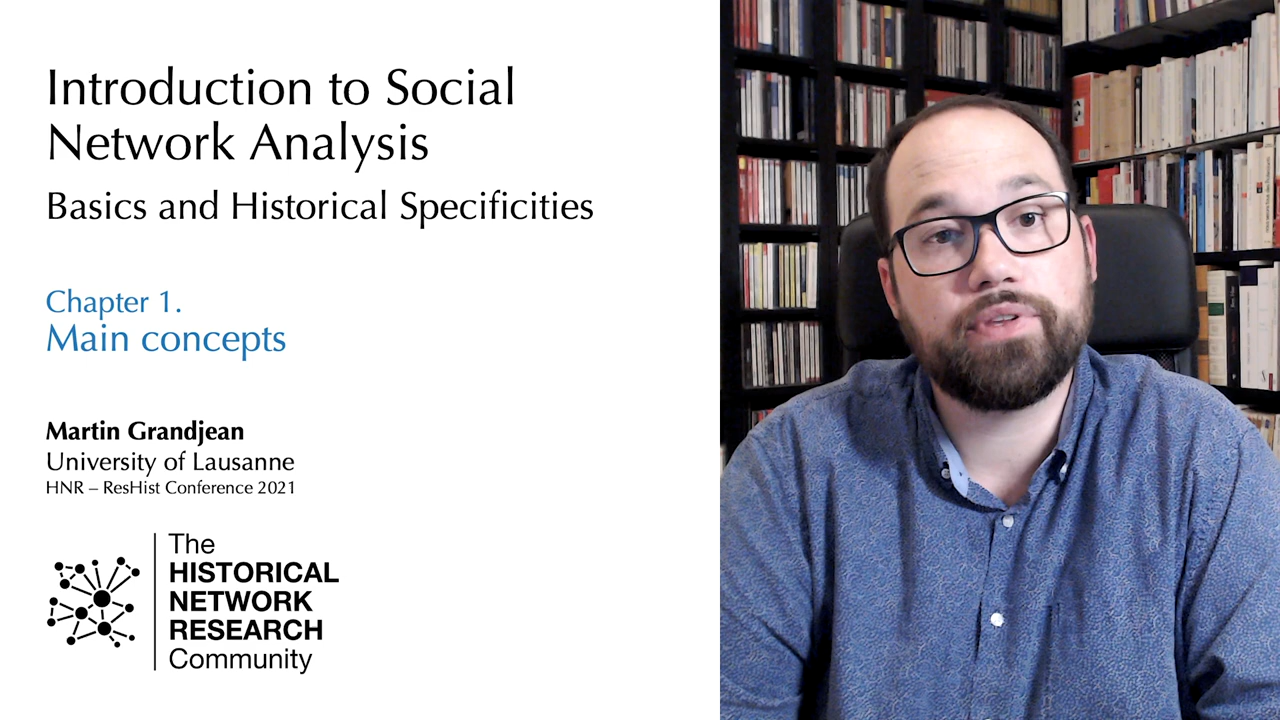 Introduction to Social
Network Analysis
Basics and Historical Specificities
Chapter 1.
Main concepts
Martin Grandjean
University of Lausanne
HNR – ResHist Conference 2021
The
HISTORICAL
NETWORK
RESEARCH
Community